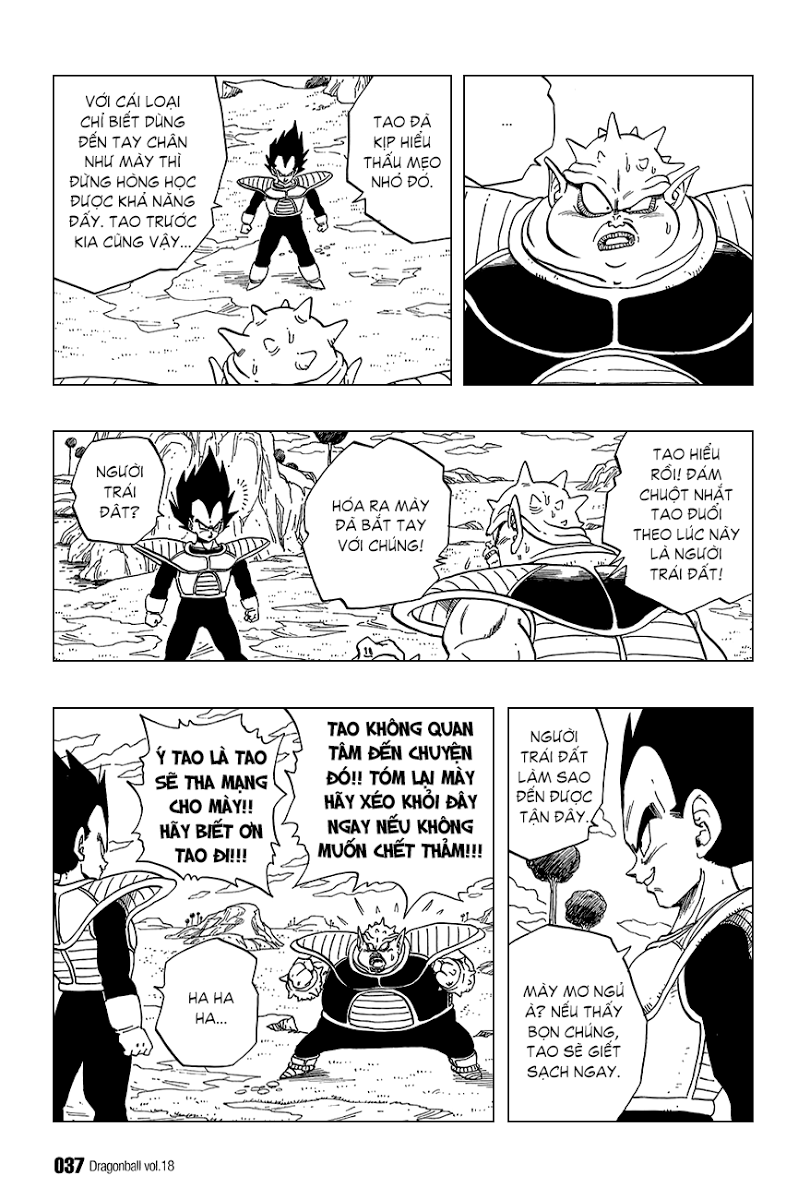 ...
TAO ĐÃ
KỊP HIỂU
THẤU MẸO
NHỎ ĐÓ.
VỚI CÁI LOẠI
CHỈ BIẾT DÙNG
ĐẾN TAY CHÂN
NHƯ MÀY THÌ
ĐỪNG HÒNG HỌC
ĐƯỢC KHẢ NĂNG
ĐẤY. TAO TRƯỚC
KIA CŨNG VẬY...
TAO HIỂU
RỒI! ĐÁM
CHUỘT NHẮT
TAO ĐUỔI
THEO LÚC NÀY
LÀ NGƯỜI
TRÁI ĐẤT!
HÓA RA MÀY
ĐÃ BẮT TAY
VỚI CHÚNG!
NGƯỜI
TRÁI
ĐẤT?
NGƯỜI
TRÁI ĐẤT
LÀM SAO
ĐẾN ĐƯỢC
TẬN ĐÂY...
MÀY MƠ NGỦ
À? NẾU THẤY
BỌN CHÚNG,
TAO SẼ GIẾT
SẠCH NGAY.
TAO KHÔNG QUAN
TÂM ĐẾN CHUYỆN
ĐÓ!! TÓM LẠI MÀY
HÃY XÉO KHỎI ĐÂY
NGAY NẾU KHÔNG
MUỐN CHẾT THẢM!!!
Ý TAO LÀ TAO
SẼ THA MẠNG
CHO MÀY!!
HÃY BIẾT ƠN
TAO ĐI!!!
HA HA
HA...
037 Dragonball vol.18